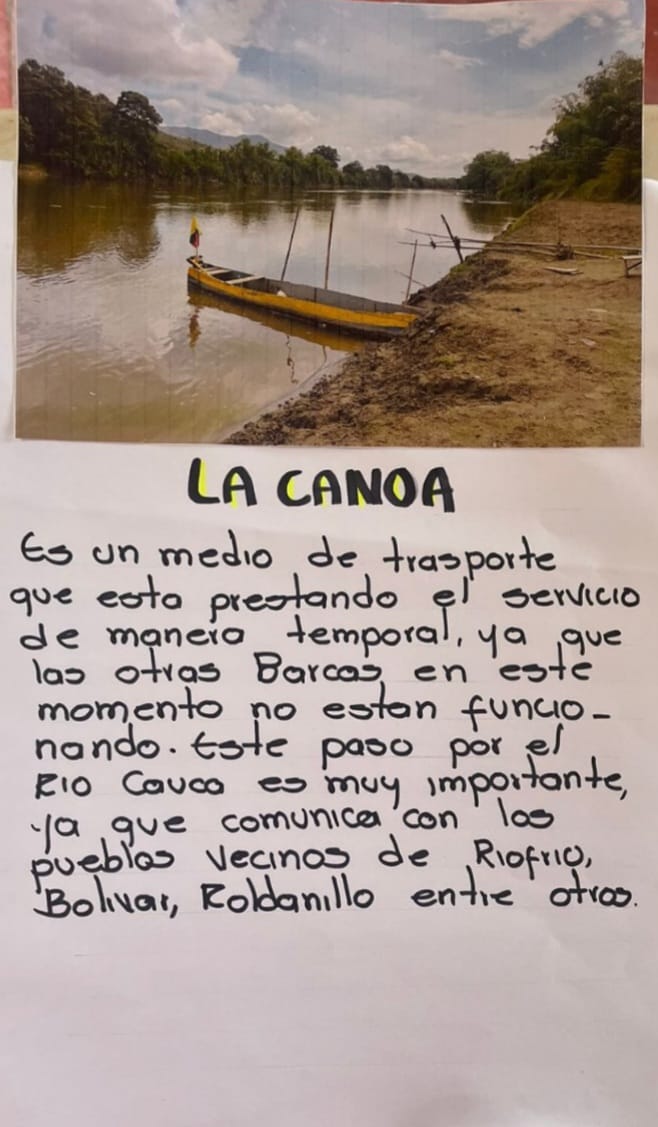 LA CANOA
Es un medio de trasporte
que esta prestando el servicio
de manera temporal, ya que
las otras Barcas en este
momento no estan funcio-
nando. Este paso por el
Rio Cauca es muy importante,
ya que comunica con los
pueblos vecinos de Riofrio,
Bolivar, Roldanillo entre otros.